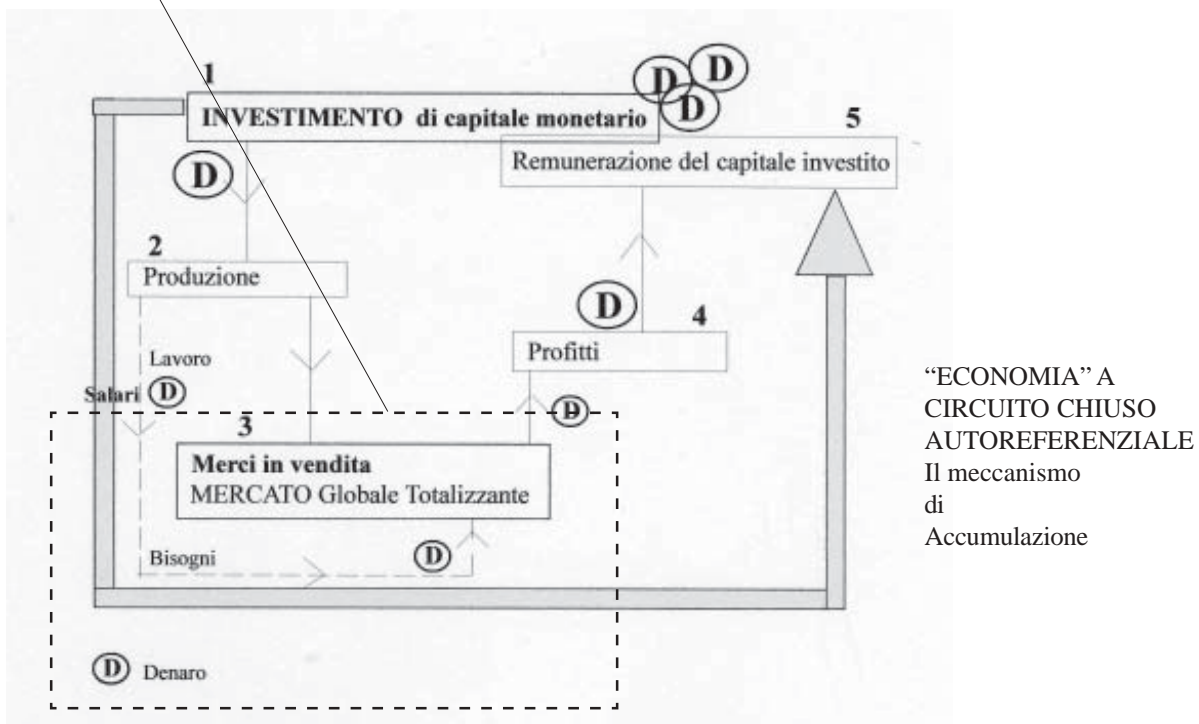 1
D D
D
INVESTIMENTO di capitale monetario
5
Remunerazione del capitale investito
D
2
Produzione
D
4
Profitti
Lavoro
Salari D
D
3
Merci in vendita
MERCATO Globale Totalizzante
D
Bisogni
D Denaro
“ECONOMIA” A
CIRCUITO CHIUSO
AUTOREFERENZIALE
Il meccanismo
di
Accumulazione